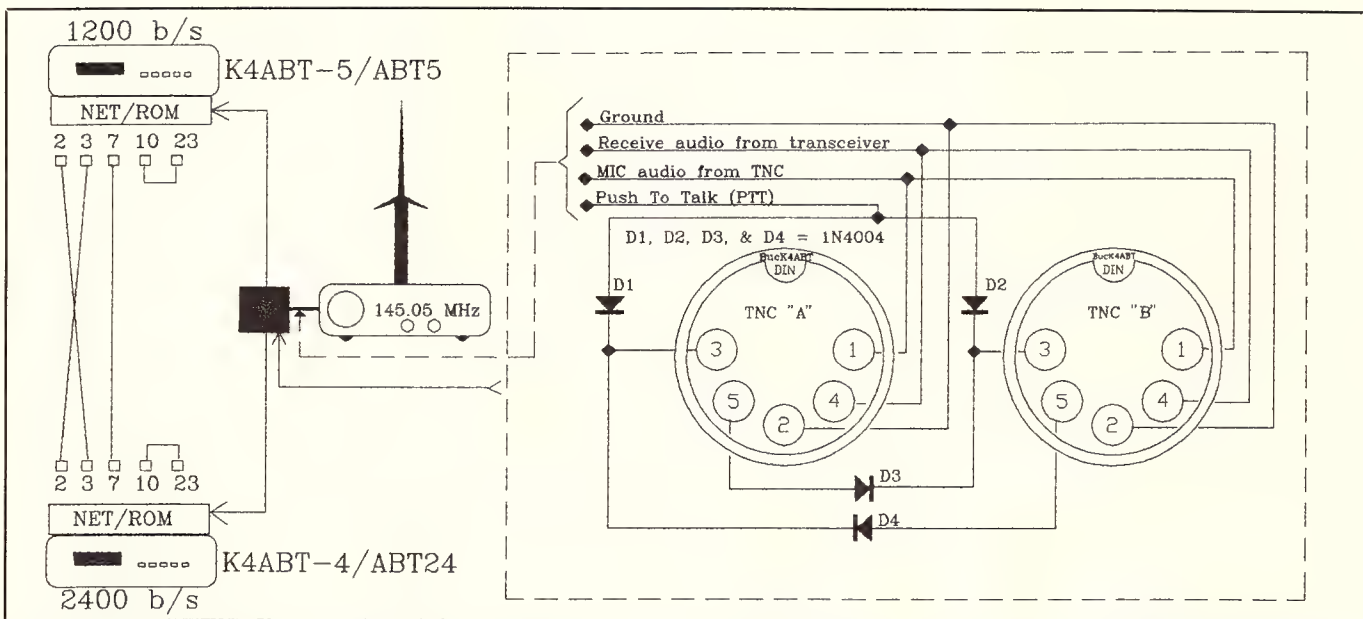 1200 b/s
K4ABT-5/ABT5
NET/ROM
2 3 7 10 23
145.05 MHz
2 3 7 10 23
NET/ROM
K4ABT-4/ABT24
2400 b/s
Ground
Receive audio from transceiver
MIC audio from TNC
Push To Talk (PTT)
D1, D2, D3, & D4 = 1N4004
D1
BucK4ABT
DIN
TNC "A"
3 1
5 4
2
D2
BucK4ABT
DIN
TNC "B"
3 1
5 4
2
D3
D4